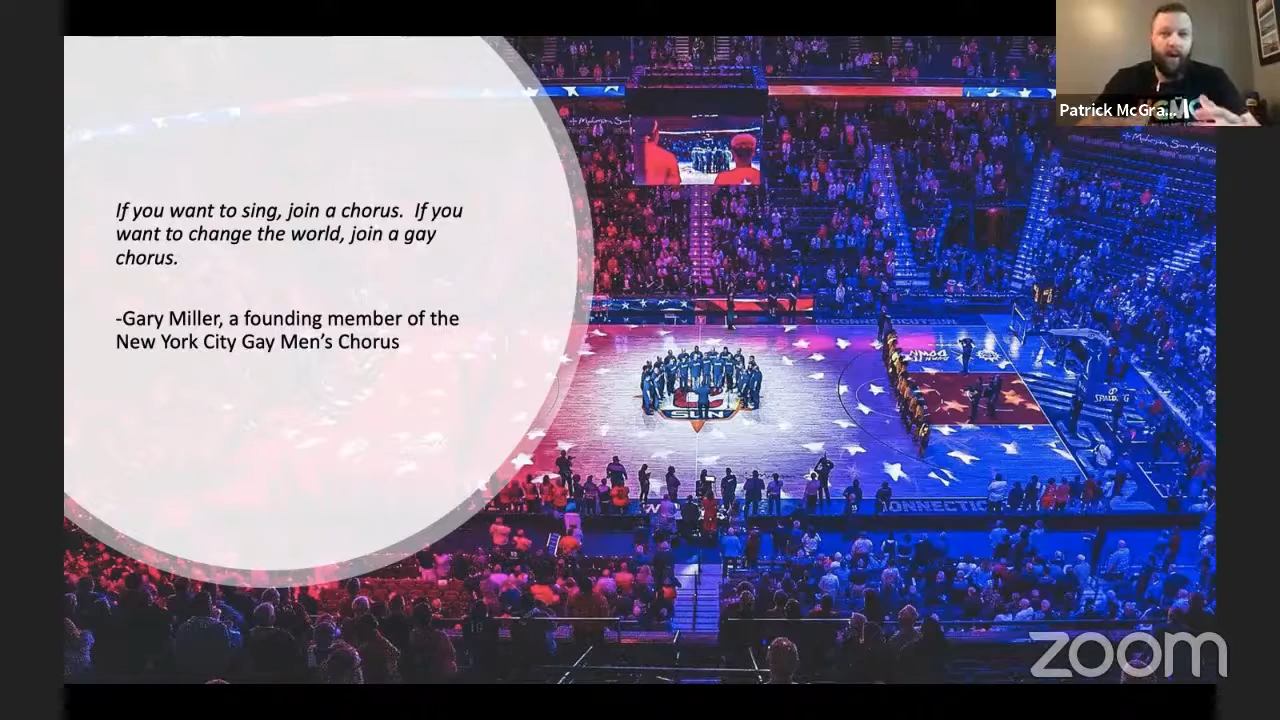 Patrick McGra...
If you want to sing, join a chorus.  If you
want to change the world, join a gay
chorus.
-Gary Miller, a founding member of the
New York City Gay Men's Chorus
SUN
zoom